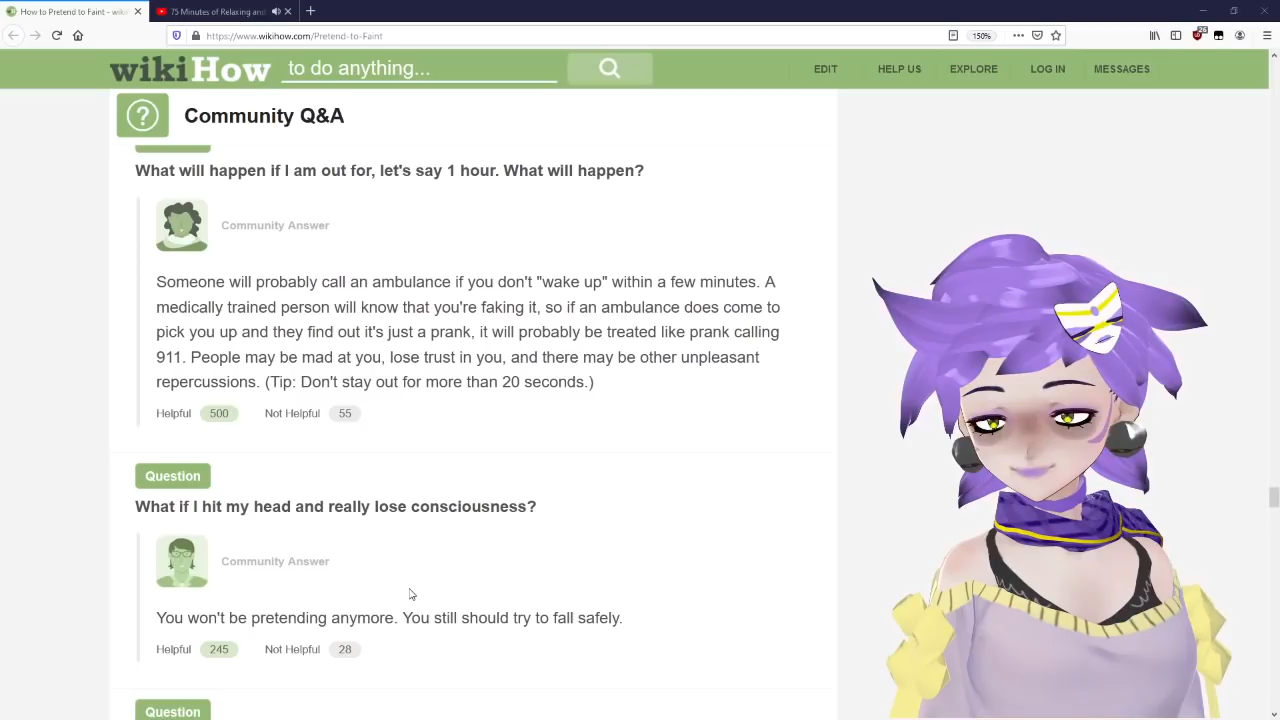 How to Pretend to Faint - wiki
75 Minutes of Relaxing and
https://www.wikihow.com/Pretend-to-Faint
150%
wikiHow
to do anything...
EDIT
HELP US
EXPLORE
LOG IN
MESSAGES
Community Q&A
What will happen if I am out for, let's say 1 hour. What will happen?
Community Answer
Someone will probably call an ambulance if you don't "wake up" within a few minutes. A
medically trained person will know that you're faking it, so if an ambulance does come to
pick you up and they find out it's just a prank, it will probably be treated like prank calling
911. People may be mad at you, lose trust in you, and there may be other unpleasant
repercussions. (Tip: Don't stay out for more than 20 seconds.)
Helpful 500 Not Helpful 55
Question
What if I hit my head and really lose consciousness?
Community Answer
You won't be pretending anymore. You still should try to fall safely.
Helpful 245 Not Helpful 28
Question